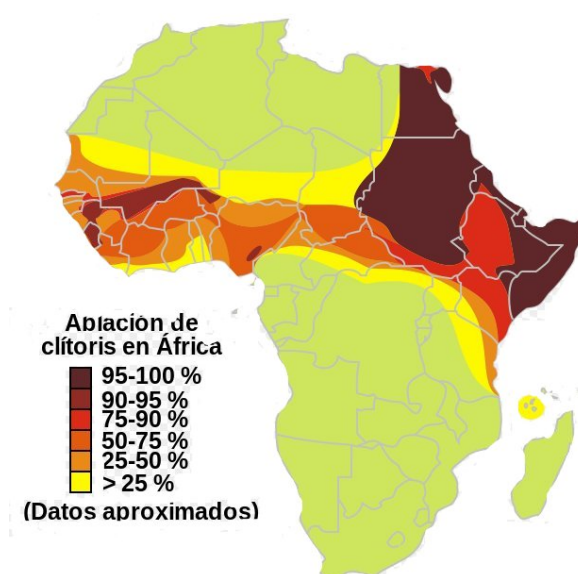 Ablación de
clítoris en África
95-100 %
90-95 %
75-90 %
50-75 %
25-50 %
> 25 %
(Datos aproximados)